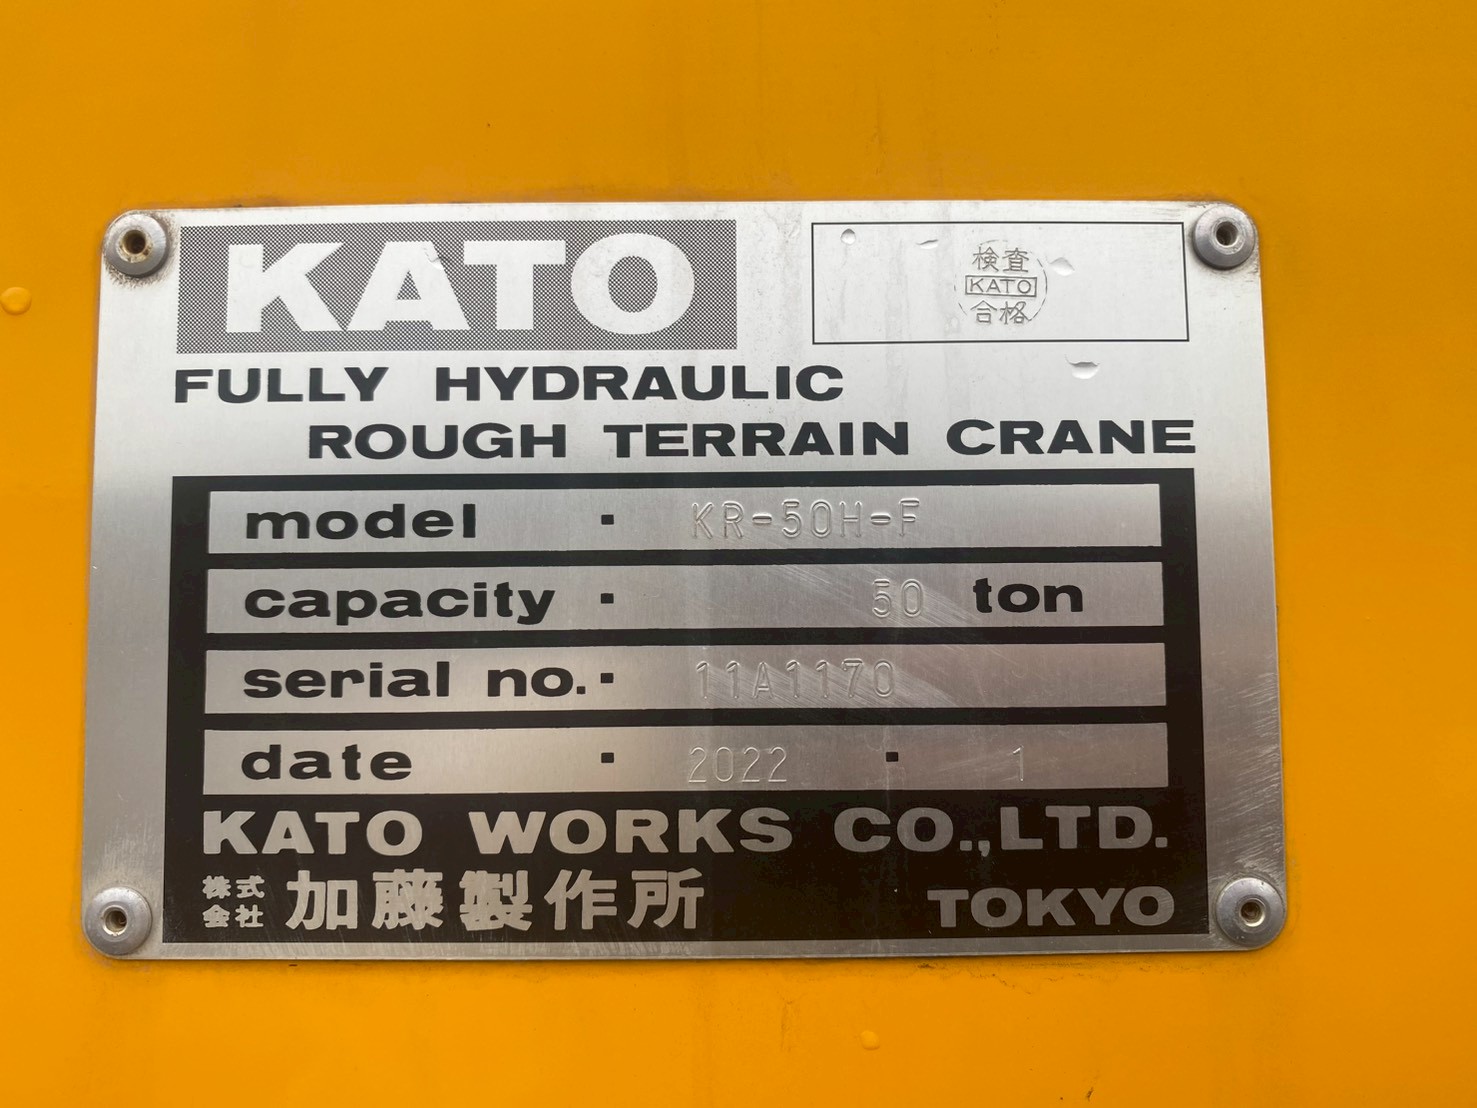 KATO
検査
KATO
合格
FULLY HYDRAULIC
ROUGH TERRAIN CRANE
model · KR-50H-F
capacity · 50 ton
serial no.· 11A1170
date · 2022 · 1
KATO WORKS CO.,LTD.
株式会社 加藤製作所 TOKYO